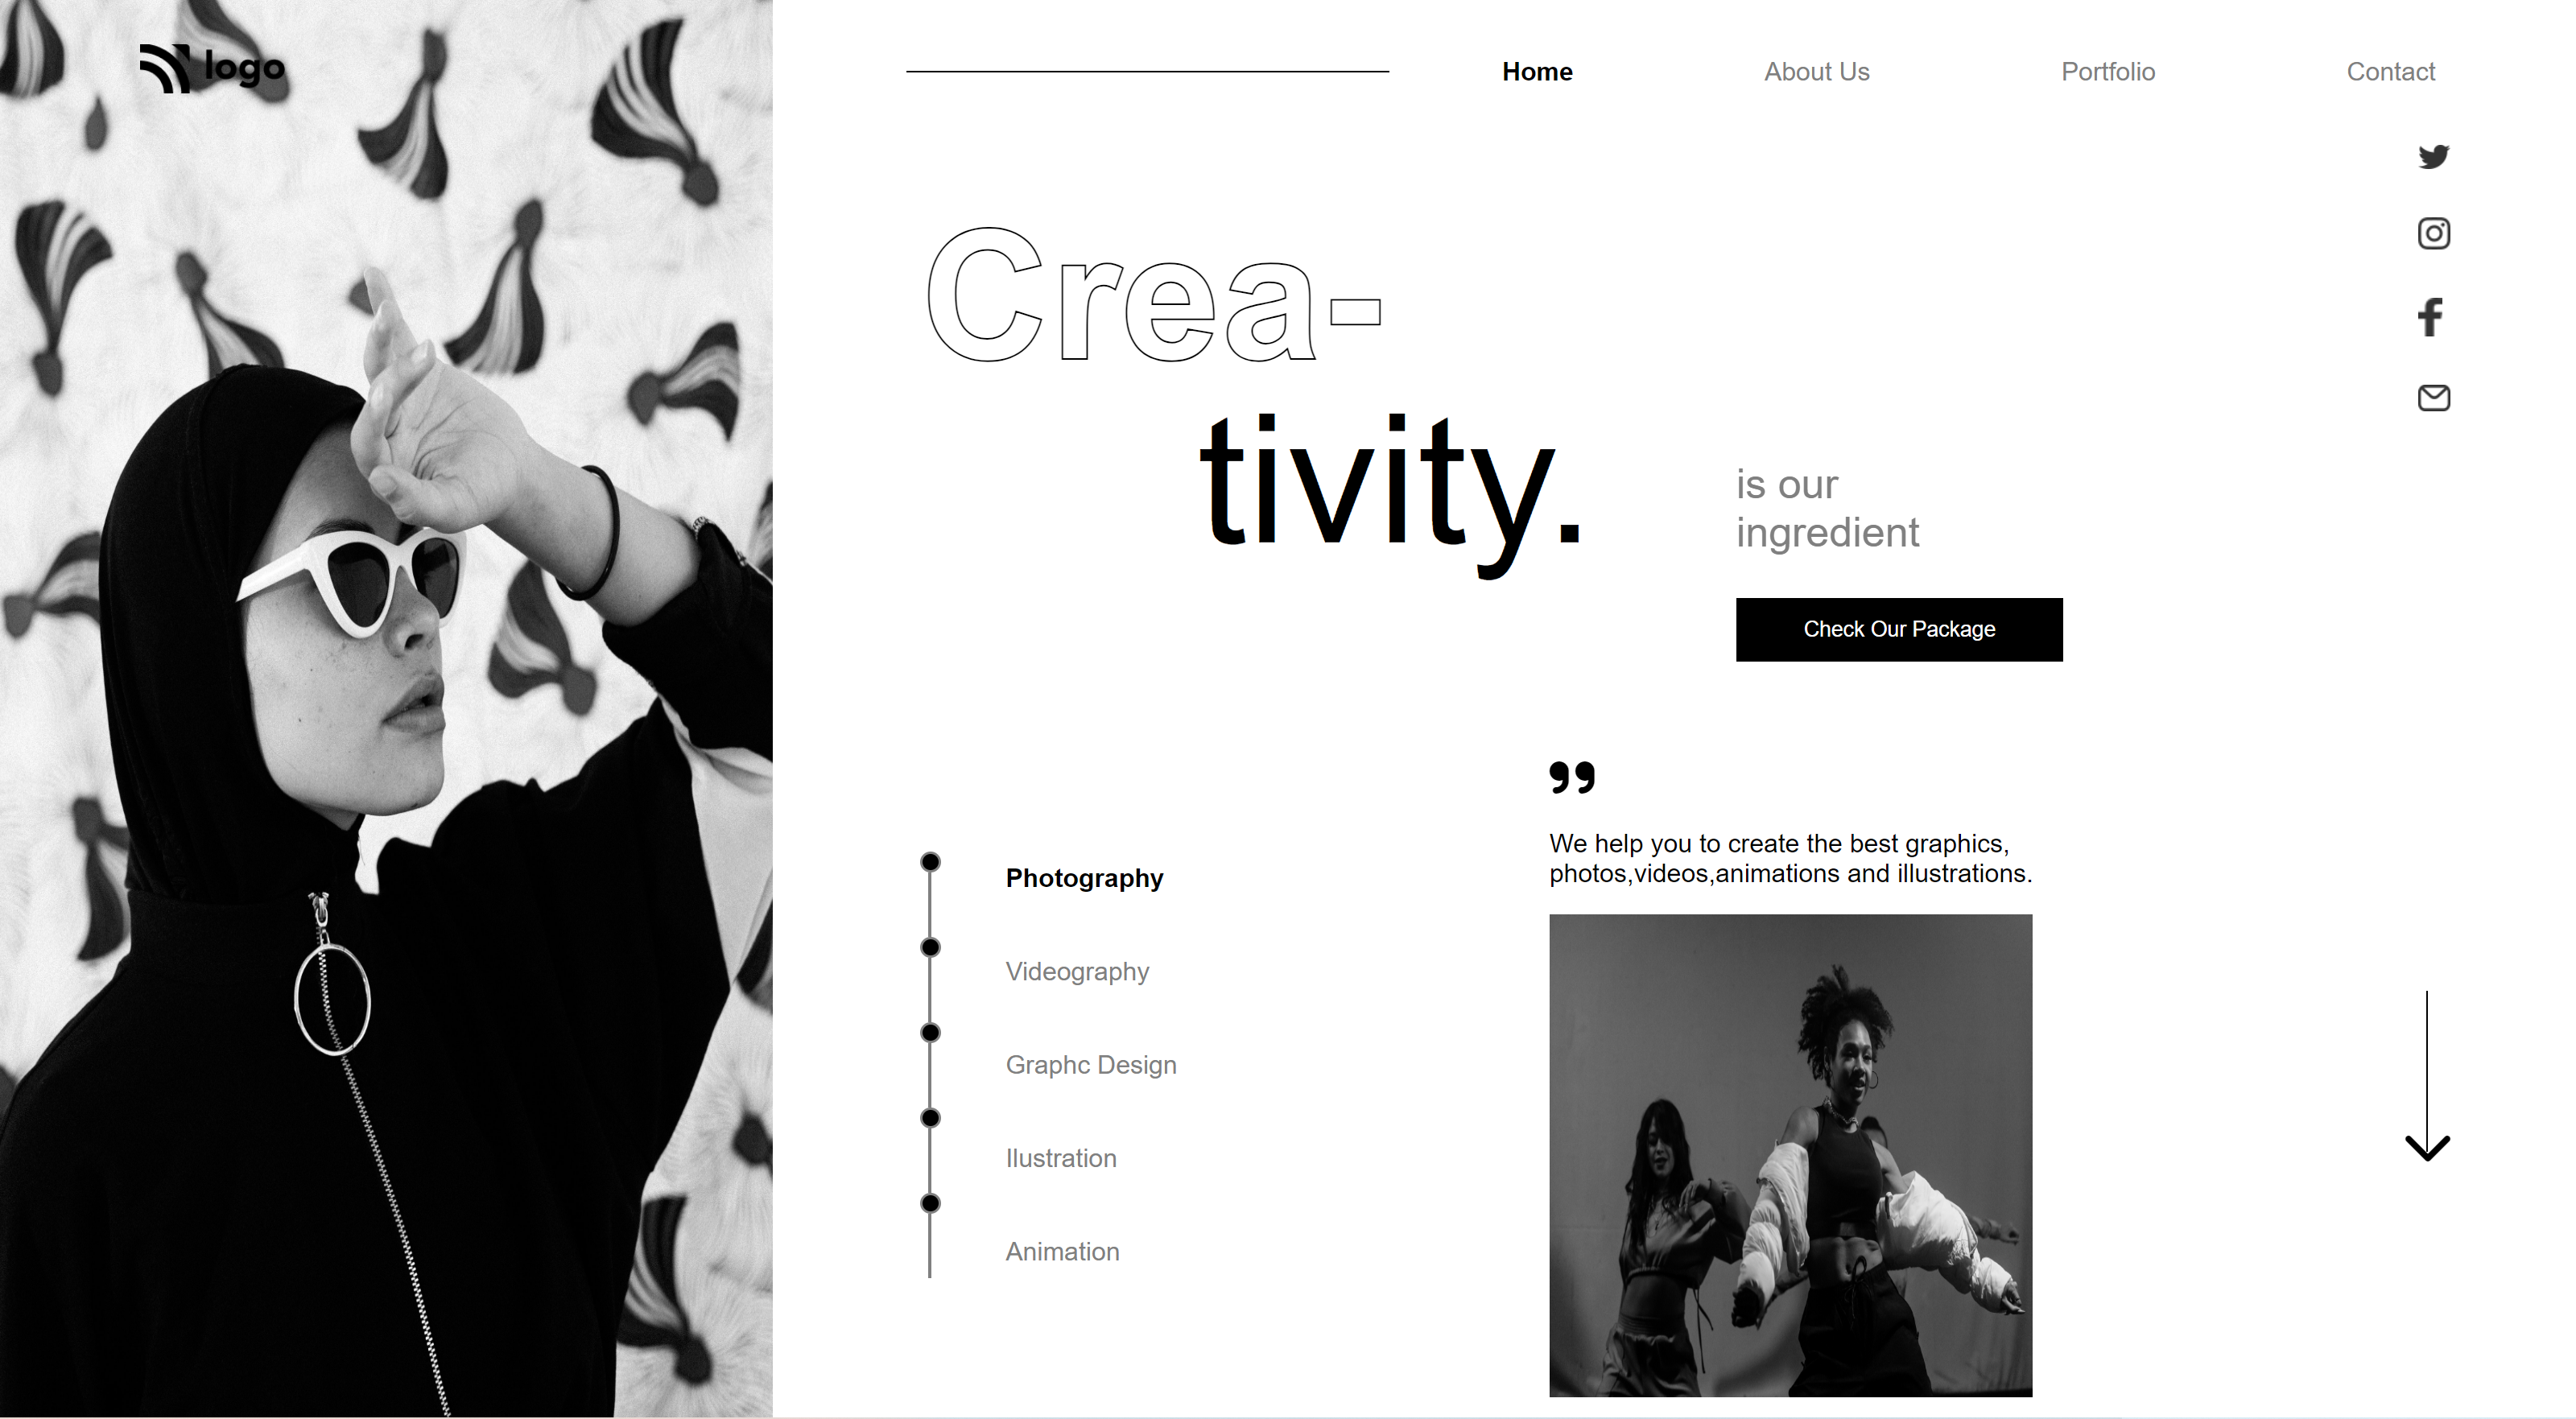 logo
Home
About Us
Portfolio
Contact
Crea-
tivity.
is our
ingredient
Check Our Package
”
We help you to create the best graphics,
photos,videos,animations and illustrations.
Photography
Videography
Graphc Design
Ilustration
Animation